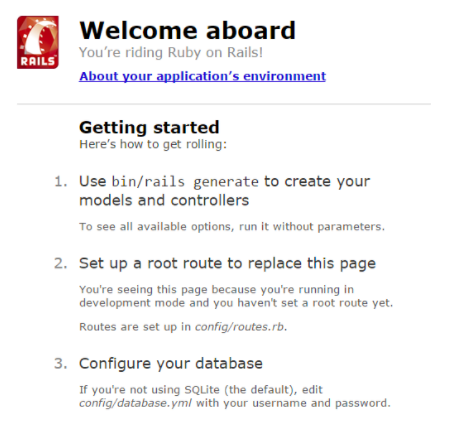 RAILS
Welcome aboard
You're riding Ruby on Rails!
About your application's environment
Getting started
Here's how to get rolling:
1. Use bin/rails generate to create your
models and controllers
To see all available options, run it without parameters.
2. Set up a root route to replace this page
You're seeing this page because you're running in
development mode and you haven't set a root route yet.
Routes are set up in config/routes.rb.
3. Configure your database
If you're not using SQLite (the default), edit
config/database.yml with your username and password.